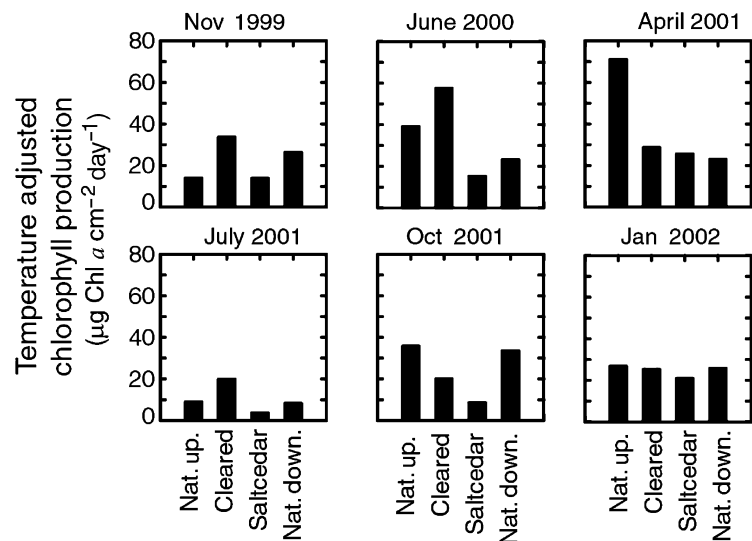 Nov 1999
June 2000
April 2001
Temperature adjusted
chlorophyll production
(µg Chl a cm⁻² day⁻¹)
80
60
40
20
0
July 2001
Oct 2001
Jan 2002
80
60
40
20
0
Nat. up.
Cleared
Saltcedar
Nat. down.
Nat. up.
Cleared
Saltcedar
Nat. down.
Nat. up.
Cleared
Saltcedar
Nat. down.